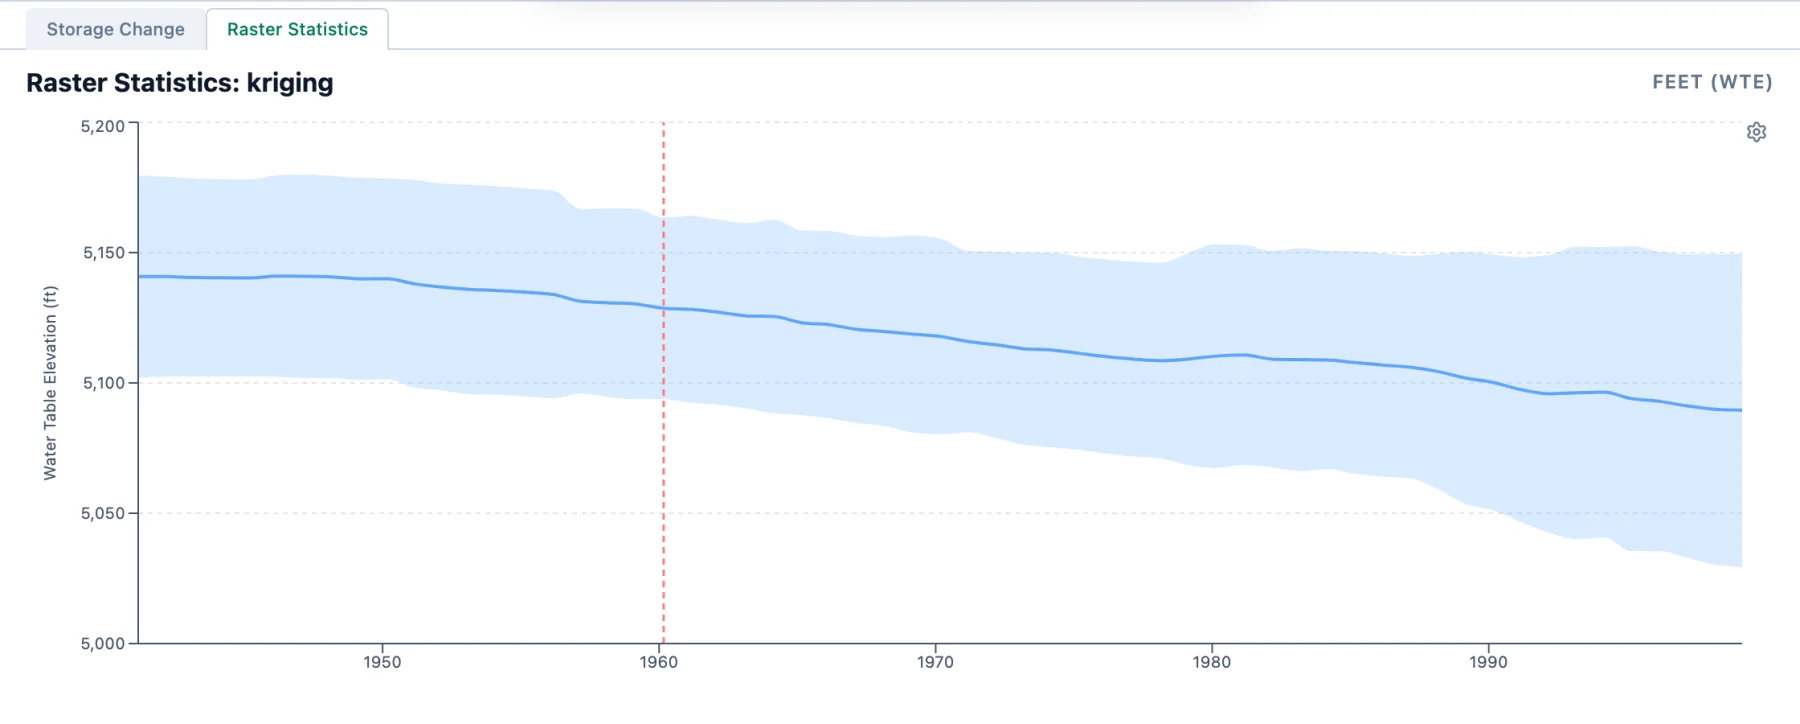 Storage Change
Raster Statistics
Raster Statistics: kriging
FEET (WTE)
5,200
5,150
5,100
5,050
5,000
Water Table Elevation (ft)
1950
1960
1970
1980
1990